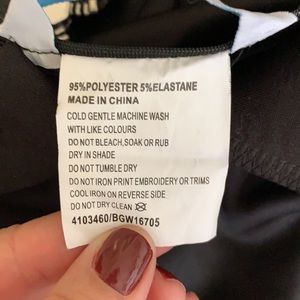 95%POLYESTER 5%ELASTANE
MADE IN CHINA
COLD GENTLE MACHINE WASH
WITH LIKE COLOURS
DO NOT BLEACH,SOAK OR RUB
DRY IN SHADE
DO NOT TUMBLE DRY
DO NOT IRON PRINT EMBROIDERY OR TRIMS
COOL IRON ON REVERSE SIDE
DO NOT DRY CLEAN
4103460/BGW16705